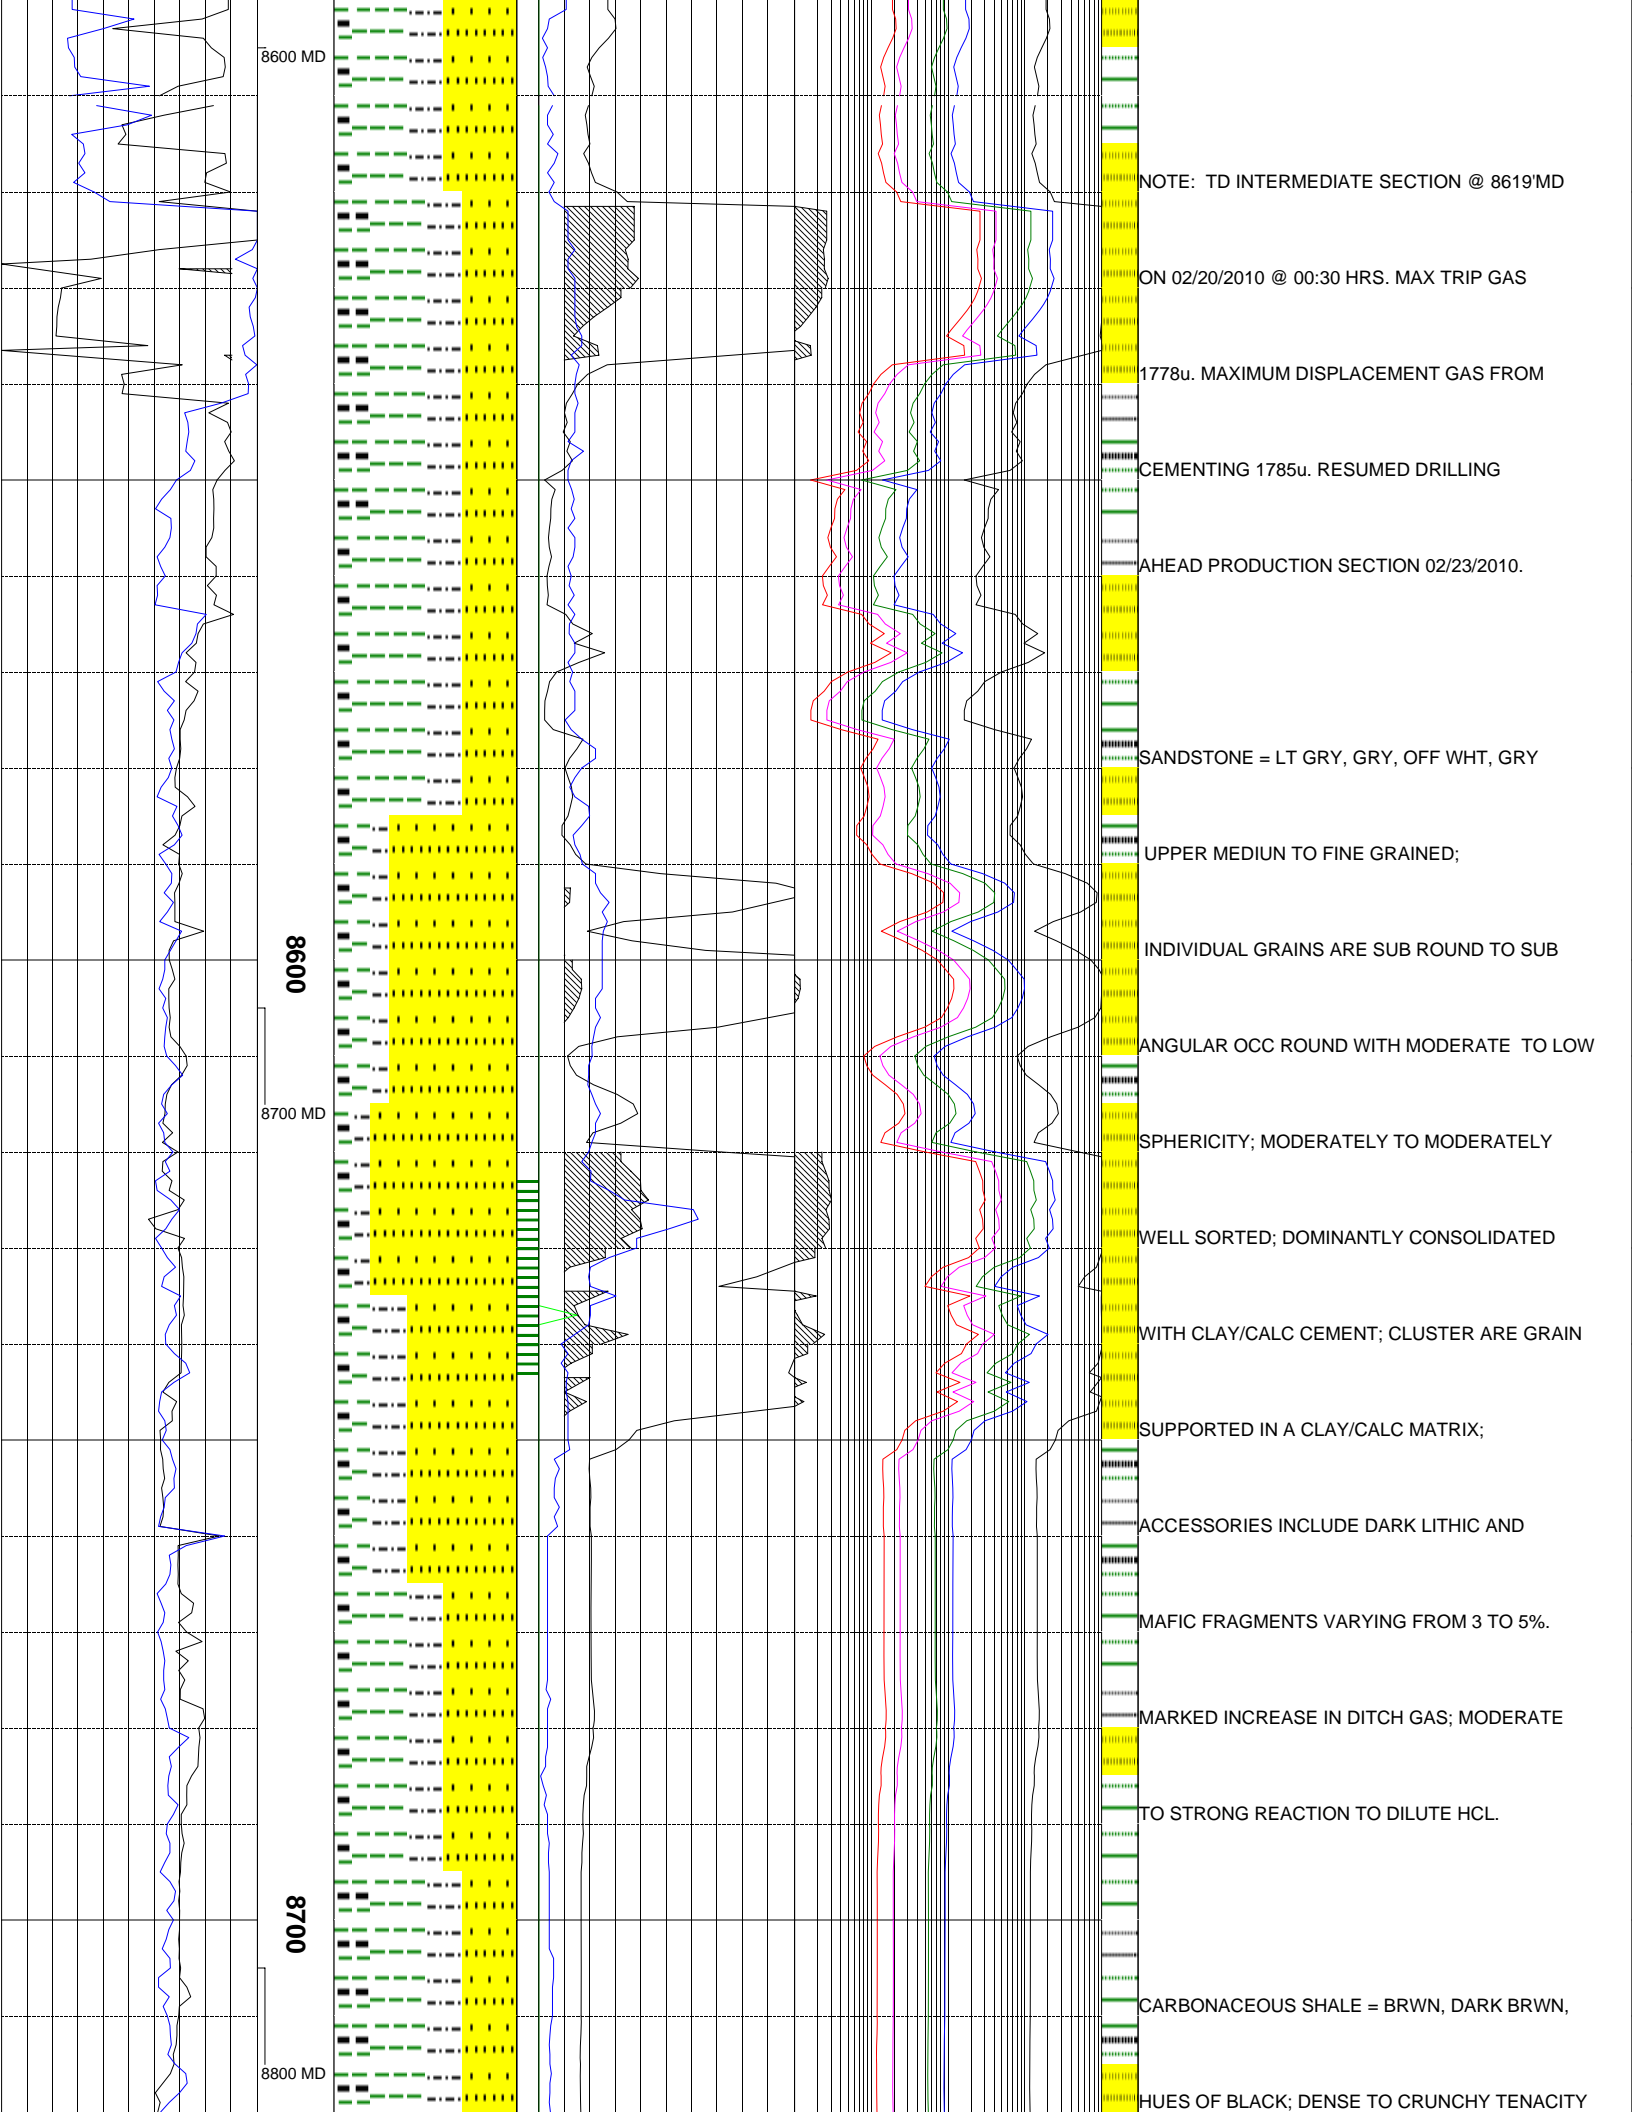 8600 MD
NOTE: TD INTERMEDIATE SECTION @ 8619'MD
ON 02/20/2010 @ 00:30 HRS. MAX TRIP GAS
1778u. MAXIMUM DISPLACEMENT GAS FROM
CEMENTING 1785u. RESUMED DRILLING
AHEAD PRODUCTION SECTION 02/23/2010.
SANDSTONE = LT GRY, GRY, OFF WHT, GRY
UPPER MEDIUN TO FINE GRAINED;
8600
INDIVIDUAL GRAINS ARE SUB ROUND TO SUB
ANGULAR OCC ROUND WITH MODERATE TO LOW
8700 MD
SPHERICITY; MODERATELY TO MODERATELY
WELL SORTED; DOMINANTLY CONSOLIDATED
WITH CLAY/CALC CEMENT; CLUSTER ARE GRAIN
SUPPORTED IN A CLAY/CALC MATRIX;
ACCESSORIES INCLUDE DARK LITHIC AND
MAFIC FRAGMENTS VARYING FROM 3 TO 5%.
MARKED INCREASE IN DITCH GAS; MODERATE
TO STRONG REACTION TO DILUTE HCL.
8700
CARBONACEOUS SHALE = BRWN, DARK BRWN,
8800 MD
HUES OF BLACK; DENSE TO CRUNCHY TENACITY